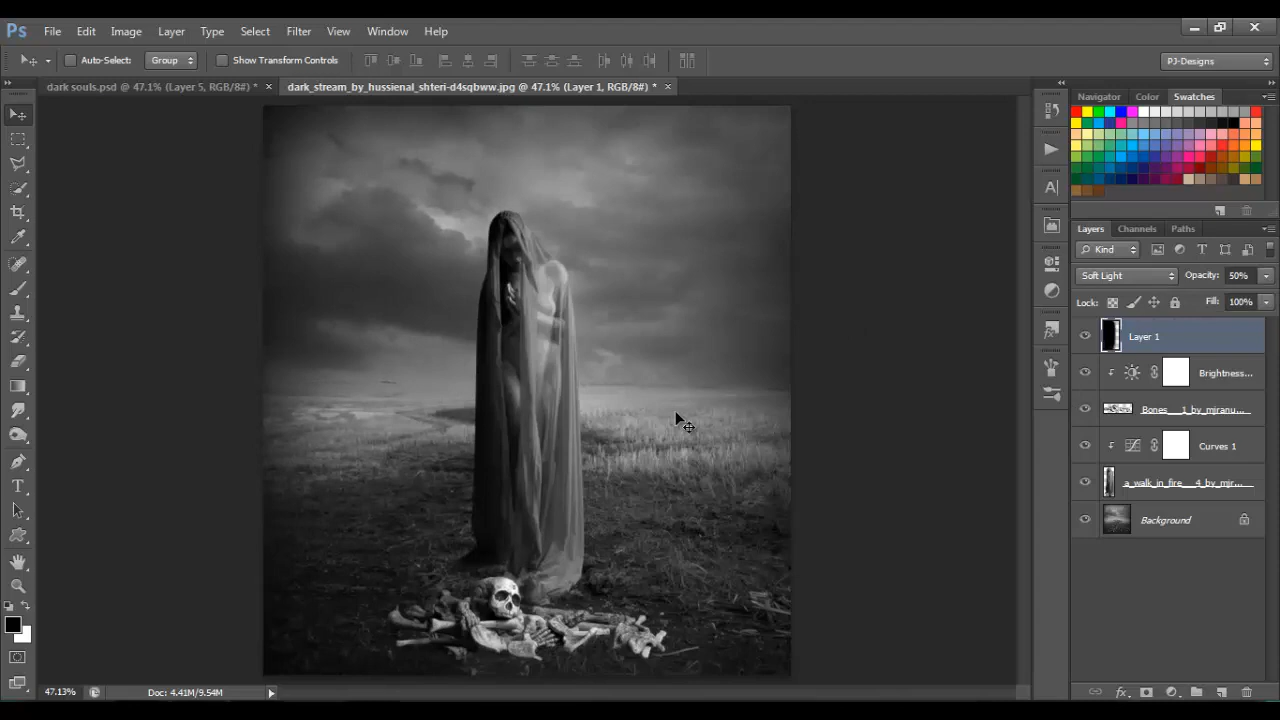 Ps File Edit Image Layer Type Select Filter View Window Help
Auto-Select: Group Show Transform Controls PJ-Designs
dark souls.psd @ 47.1% (Layer 5, RGB/8#) * × dark_stream_by_hussienal_shteri-d4sqbww.jpg @ 47.1% (Layer 1, RGB/8#) * ×
Navigator Color Swatches
Layers Channels Paths
Kind
Soft Light Opacity: 50%
Lock: Fill: 100%
Layer 1
Brightness...
Bones___1_by_mjranu...
Curves 1
a_walk_in_fire___4_by_mjr...
Background
47.13% Doc: 4.41M/9.54M